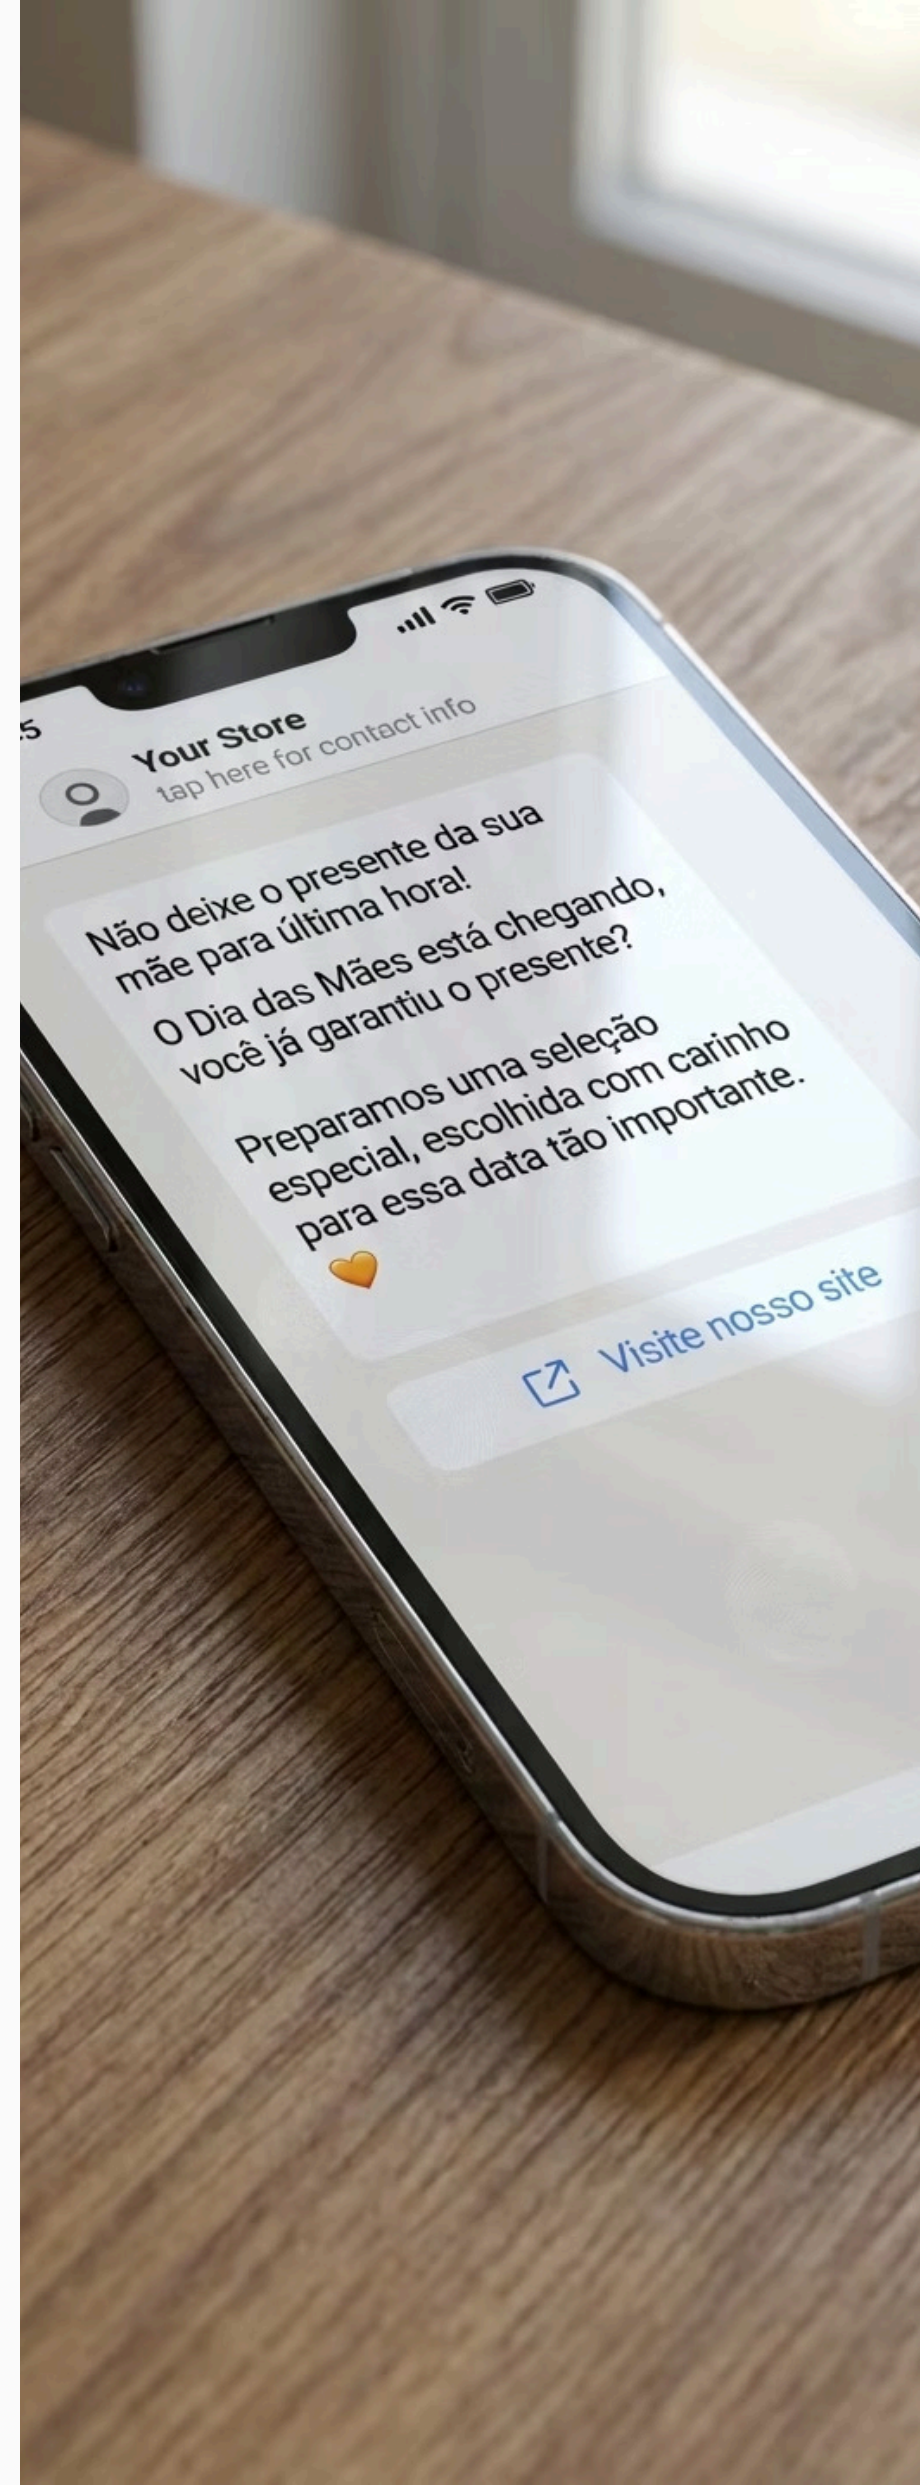 :5
Your Store
tap here for contact info
Não deixe o presente da sua
mãe para última hora!
O Dia das Mães está chegando,
você já garantiu o presente?
Preparamos uma seleção
especial, escolhida com carinho
para essa data tão importante.
🧡
Visite nosso site